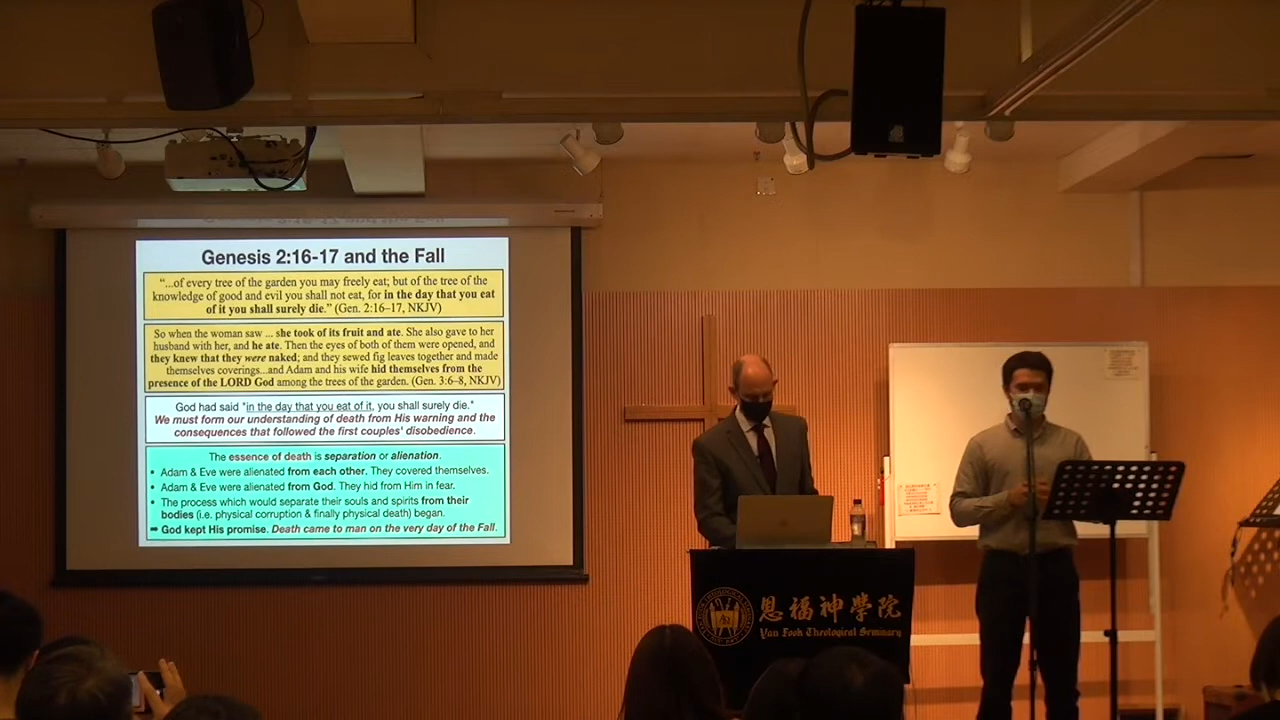 Genesis 2:16-17 and the Fall
“...of every tree of the garden you may freely eat; but of the tree of the
knowledge of good and evil you shall not eat, for in the day that you eat
of it you shall surely die.” (Gen. 2:16–17, NKJV)
So when the woman saw ... she took of its fruit and ate. She also gave to her
husband with her, and he ate. Then the eyes of both of them were opened, and
they knew that they were naked; and they sewed fig leaves together and made
themselves coverings...and Adam and his wife hid themselves from the
presence of the LORD God among the trees of the garden. (Gen. 3:6–8, NKJV)
God had said "in the day that you eat of it, you shall surely die."
We must form our understanding of death from His warning and the
consequences that followed the first couples' disobedience.
The essence of death is separation or alienation.
• Adam & Eve were alienated from each other. They covered themselves.
• Adam & Eve were alienated from God. They hid from Him in fear.
• The process which would separate their souls and spirits from their
bodies (i.e. physical corruption & finally physical death) began.
➡ God kept His promise. Death came to man on the very day of the Fall.
恩福神學院
Yan Fook Theological Seminary